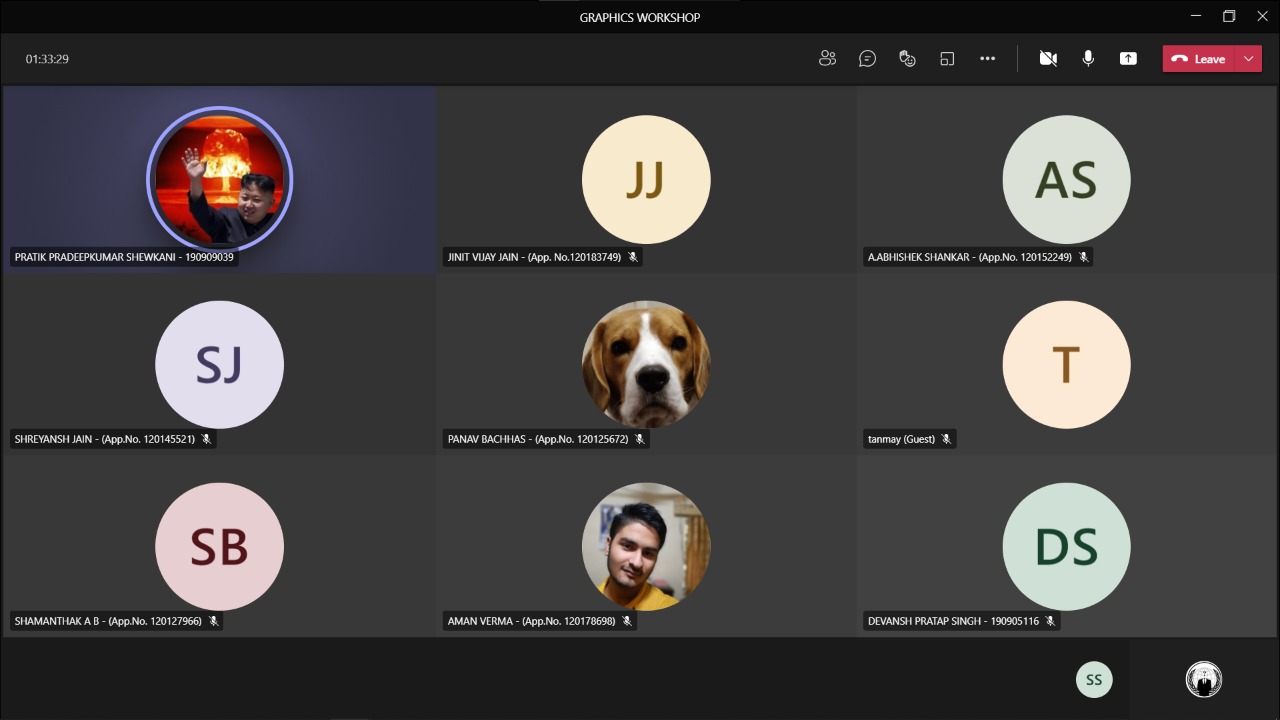 GRAPHICS WORKSHOP
01:33:29
Leave
PRATIK PRADEEPKUMAR SHEWKANI - 190909039
JJ
JINIT VIJAY JAIN - (App. No.120183749)
AS
A.ABHISHEK SHANKAR - (App.No. 120152249)
SJ
SHREYANSH JAIN - (App.No. 120145521)
PANAV BACHHAS - (App.No. 120125672)
T
tanmay (Guest)
SB
SHAMANTHAK A B - (App.No. 120127966)
AMAN VERMA - (App.No. 120178698)
DS
DEVANSH PRATAP SINGH - 190905116
SS